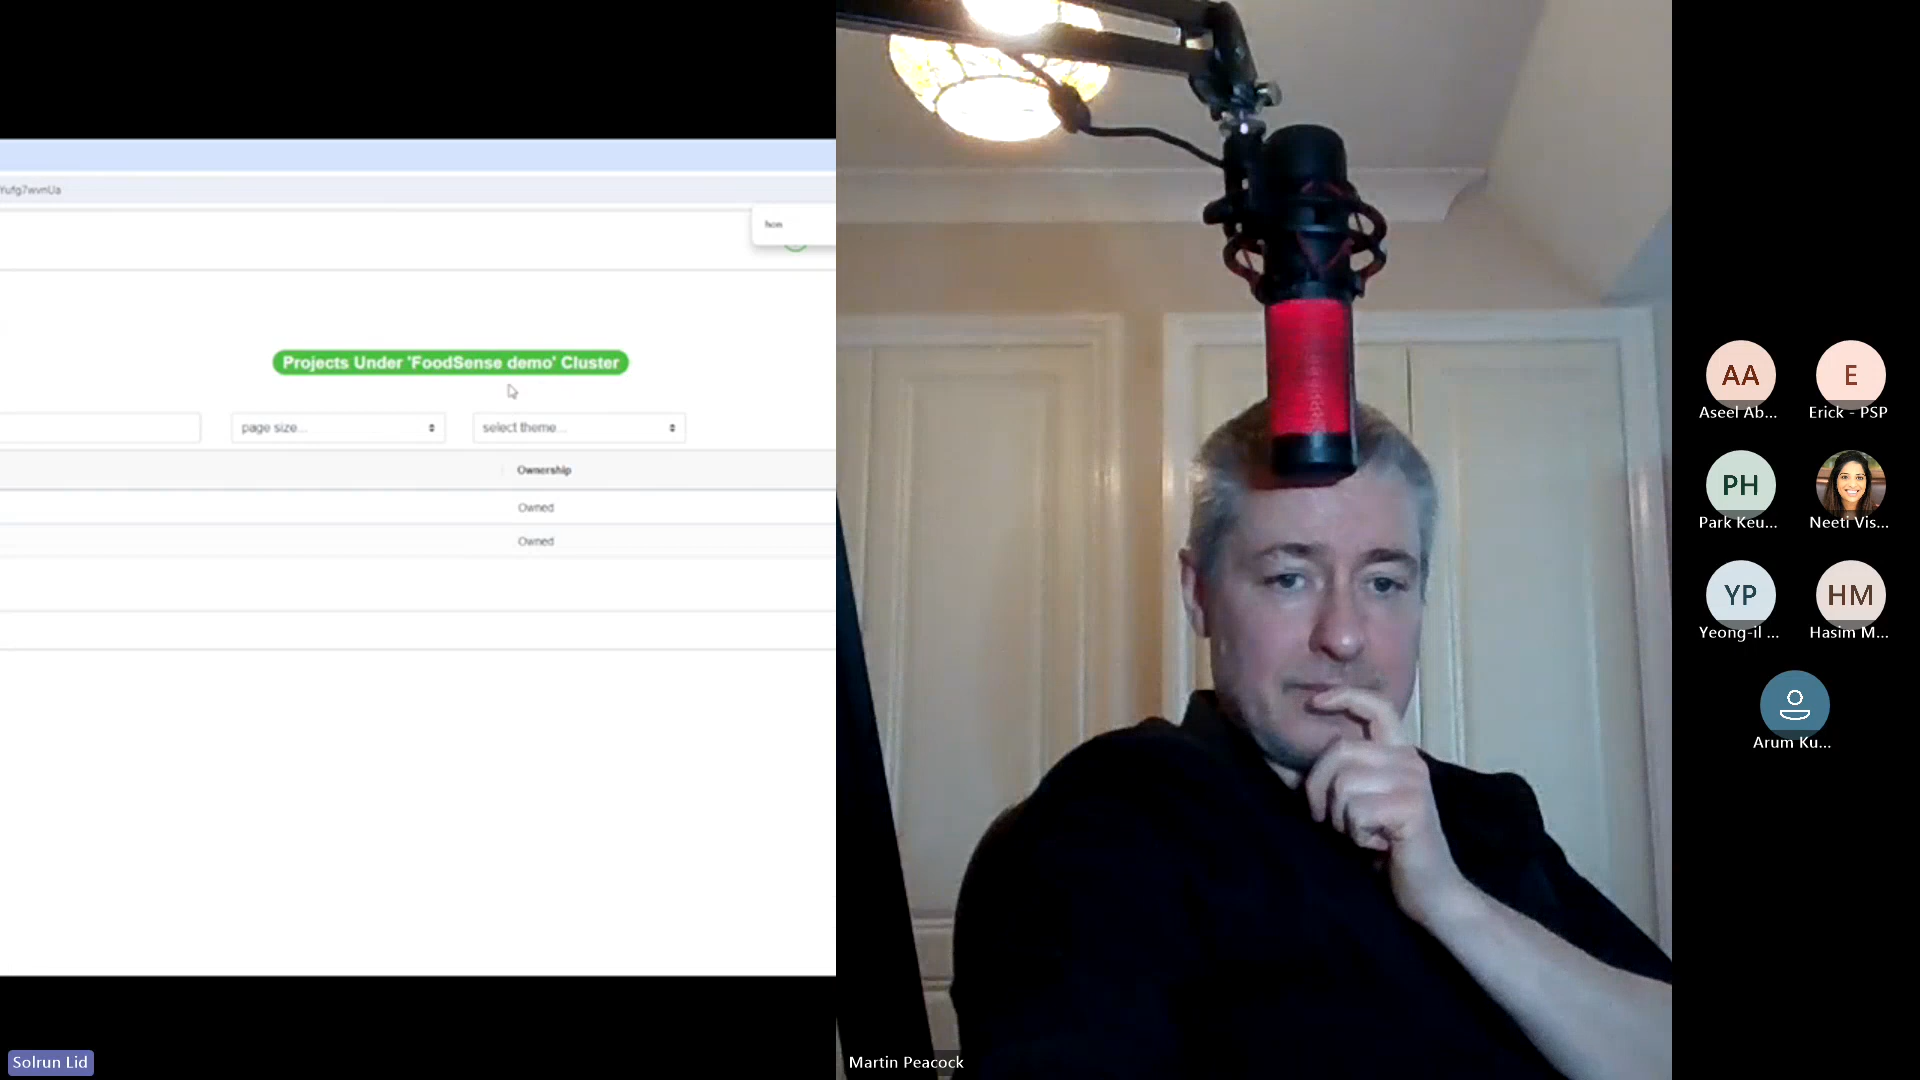 Yufg7wvnUa
hon
Projects Under 'FoodSense demo' Cluster
page size...
select theme...
Ownership
Owned
Owned
Solrun Lid
Martin Peacock
AA
E
Aseel Ab...
Erick - PSP
PH
Park Keu...
Neeti Vis...
YP
HM
Yeong-il ...
Hasim M...
Arum Ku...